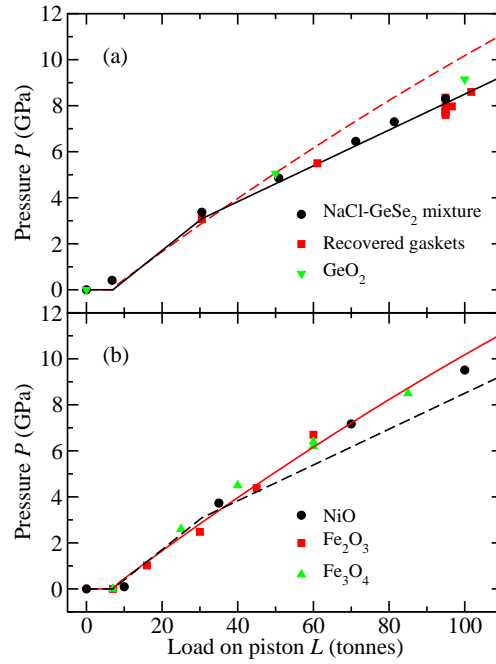 12
10
8
6
4
2
0
Pressure P (GPa)
(a)
NaCl-GeSe₂ mixture
Recovered gaskets
GeO₂
10
8
6
4
2
0
Pressure P (GPa)
(b)
NiO
Fe₂O₃
Fe₃O₄
0 20 40 60 80 100
Load on piston L (tonnes)